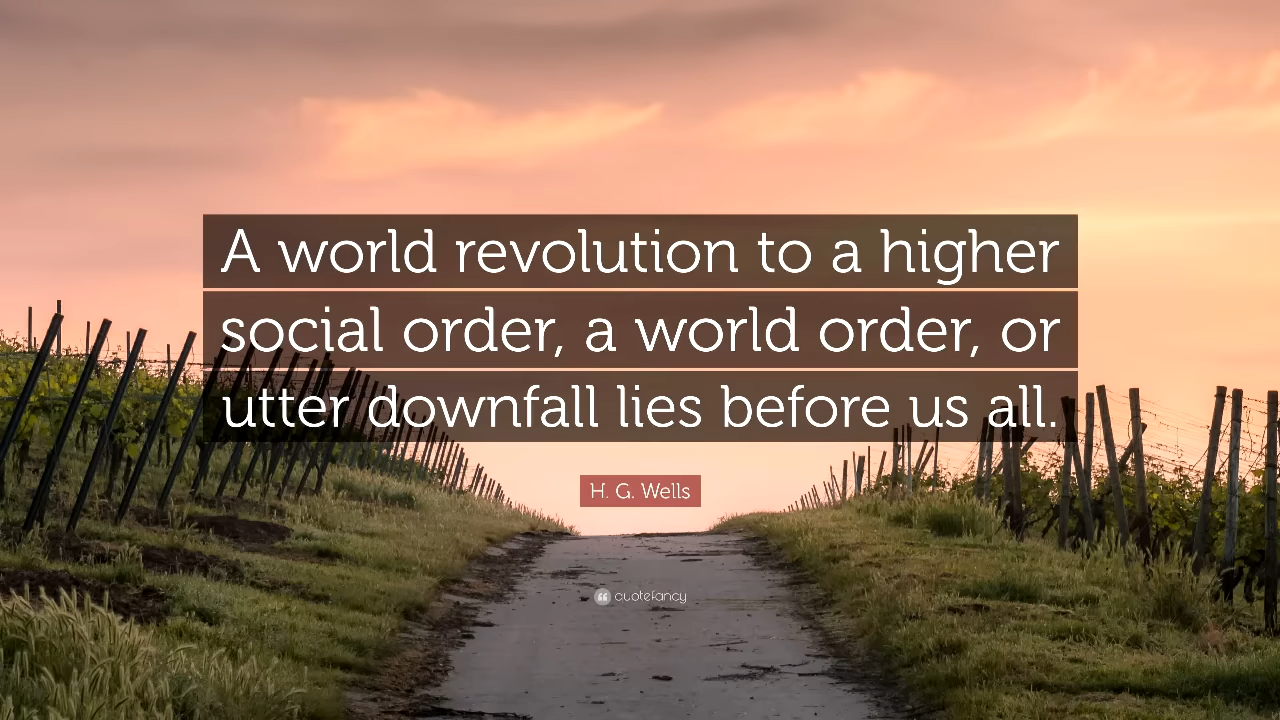 A world revolution to a higher
social order, a world order, or
utter downfall lies before us all.
H. G. Wells
quotefancy